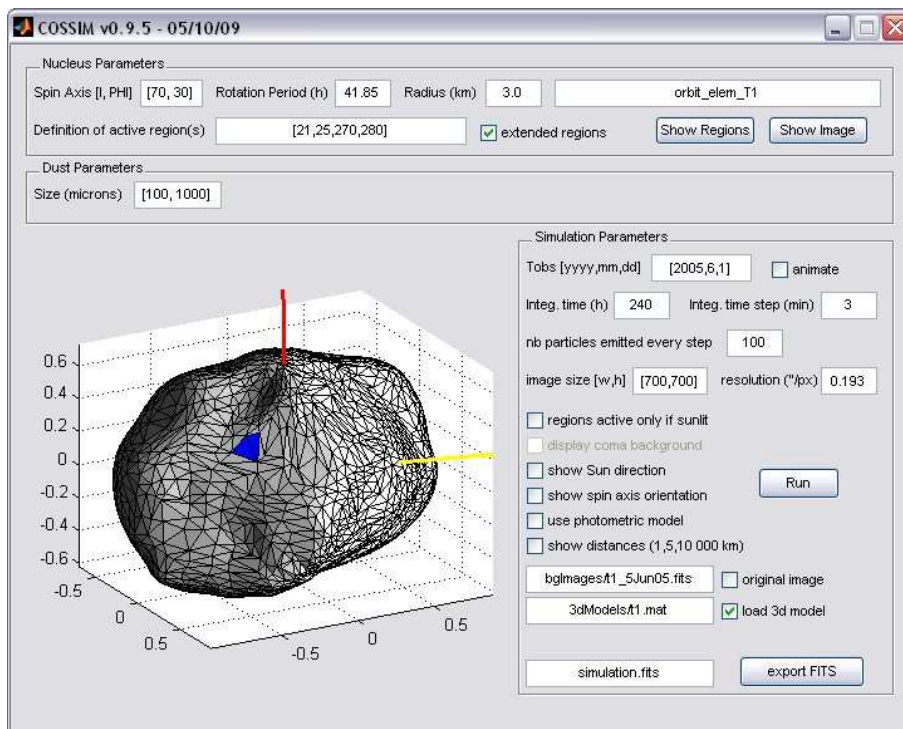 COSSIM v0.9.5 - 05/10/09
Nucleus Parameters
Spin Axis [I, PHI] [70, 30] Rotation Period (h) 41.85 Radius (km) 3.0 orbit_elem_T1
Definition of active region(s) [21,25,270,280] extended regions Show Regions Show Image
Dust Parameters
Size (microns) [100, 1000]
Simulation Parameters
Tobs [yyyy,mm,dd] [2005,6,1] animate
Integ. time (h) 240 Integ. time step (min) 3
nb particles emitted every step 100
image size [w,h] [700,700] resolution ("/px) 0.193
regions active only if sunlit
display coma background
show Sun direction
show spin axis orientation
Run
use photometric model
show distances (1,5,10 000 km)
bgImages/t1_5Jun05.fits original image
3dModels/t1.mat load 3d model
simulation.fits export FITS
0.6
0.4
0.2
0
-0.2
-0.4
-0.6
-0.5
0
0.5
-0.5
0
0.5